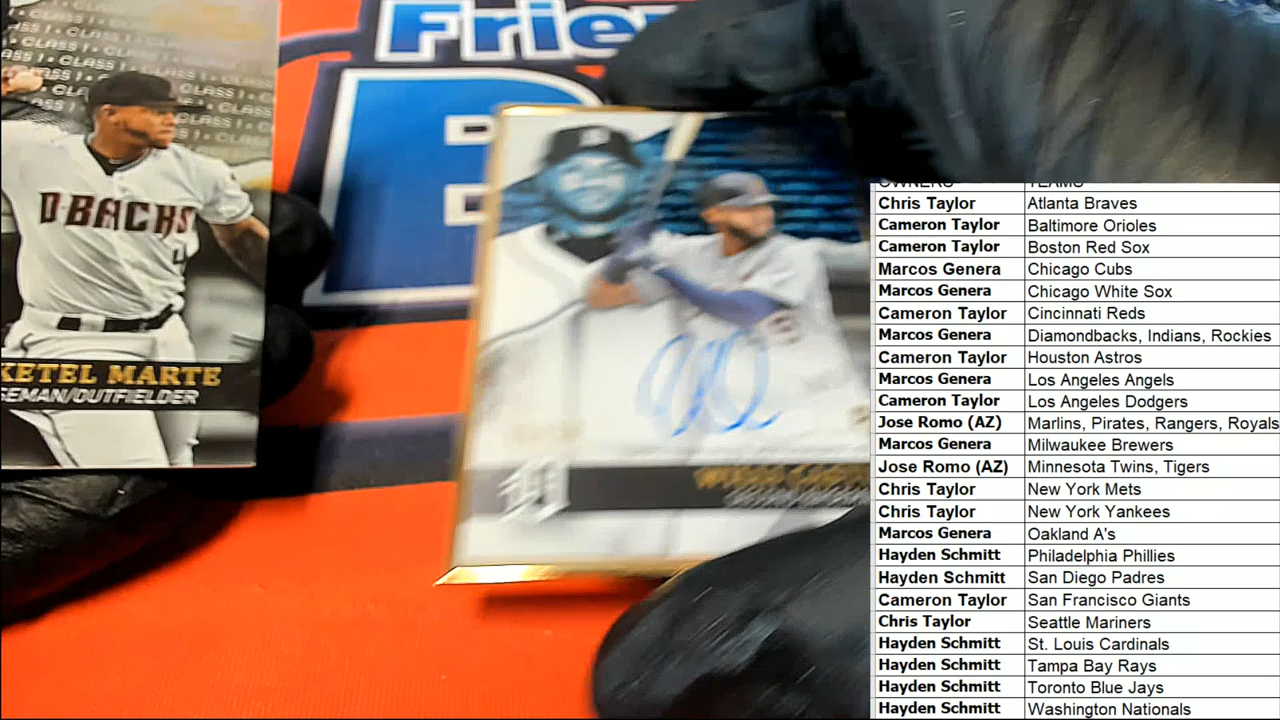 Frie
CLASS 1 • CLASS 1 • CLASS
D-BACKS
KETEL MARTE
SEMAN/OUTFIELDER
OWNERS TEAMS
Chris Taylor Atlanta Braves
Cameron Taylor Baltimore Orioles
Cameron Taylor Boston Red Sox
Marcos Genera Chicago Cubs
Marcos Genera Chicago White Sox
Cameron Taylor Cincinnati Reds
Marcos Genera Diamondbacks, Indians, Rockies
Cameron Taylor Houston Astros
Marcos Genera Los Angeles Angels
Cameron Taylor Los Angeles Dodgers
Jose Romo (AZ) Marlins, Pirates, Rangers, Royals
Marcos Genera Milwaukee Brewers
Jose Romo (AZ) Minnesota Twins, Tigers
Chris Taylor New York Mets
Chris Taylor New York Yankees
Marcos Genera Oakland A's
Hayden Schmitt Philadelphia Phillies
Hayden Schmitt San Diego Padres
Cameron Taylor San Francisco Giants
Chris Taylor Seattle Mariners
Hayden Schmitt St. Louis Cardinals
Hayden Schmitt Tampa Bay Rays
Hayden Schmitt Toronto Blue Jays
Hayden Schmitt Washington Nationals